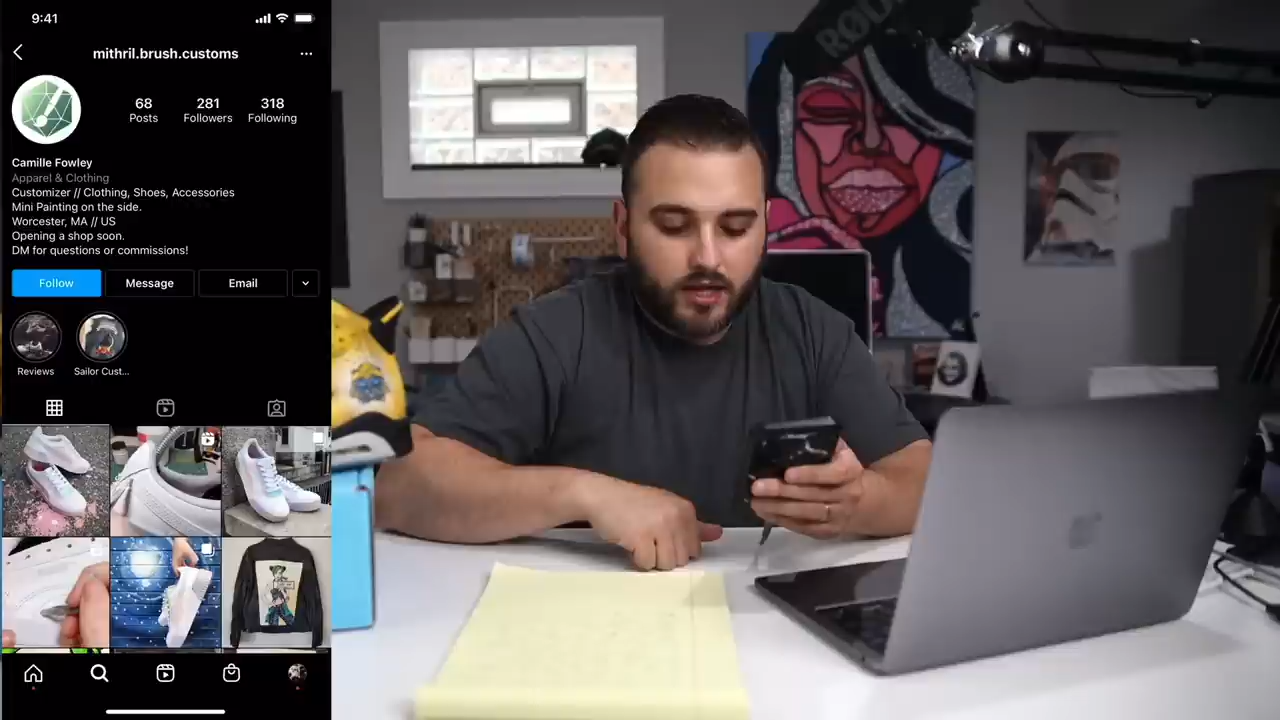 9:41
mithril.brush.customs
68
281
318
Posts
Followers
Following
Camille Fowley
Apparel & Clothing
Customizer // Clothing, Shoes, Accessories
Mini Painting on the side.
Worcester, MA // US
Opening a shop soon.
DM for questions or commissions!
Follow
Message
Email
Reviews
Sailor Cust...